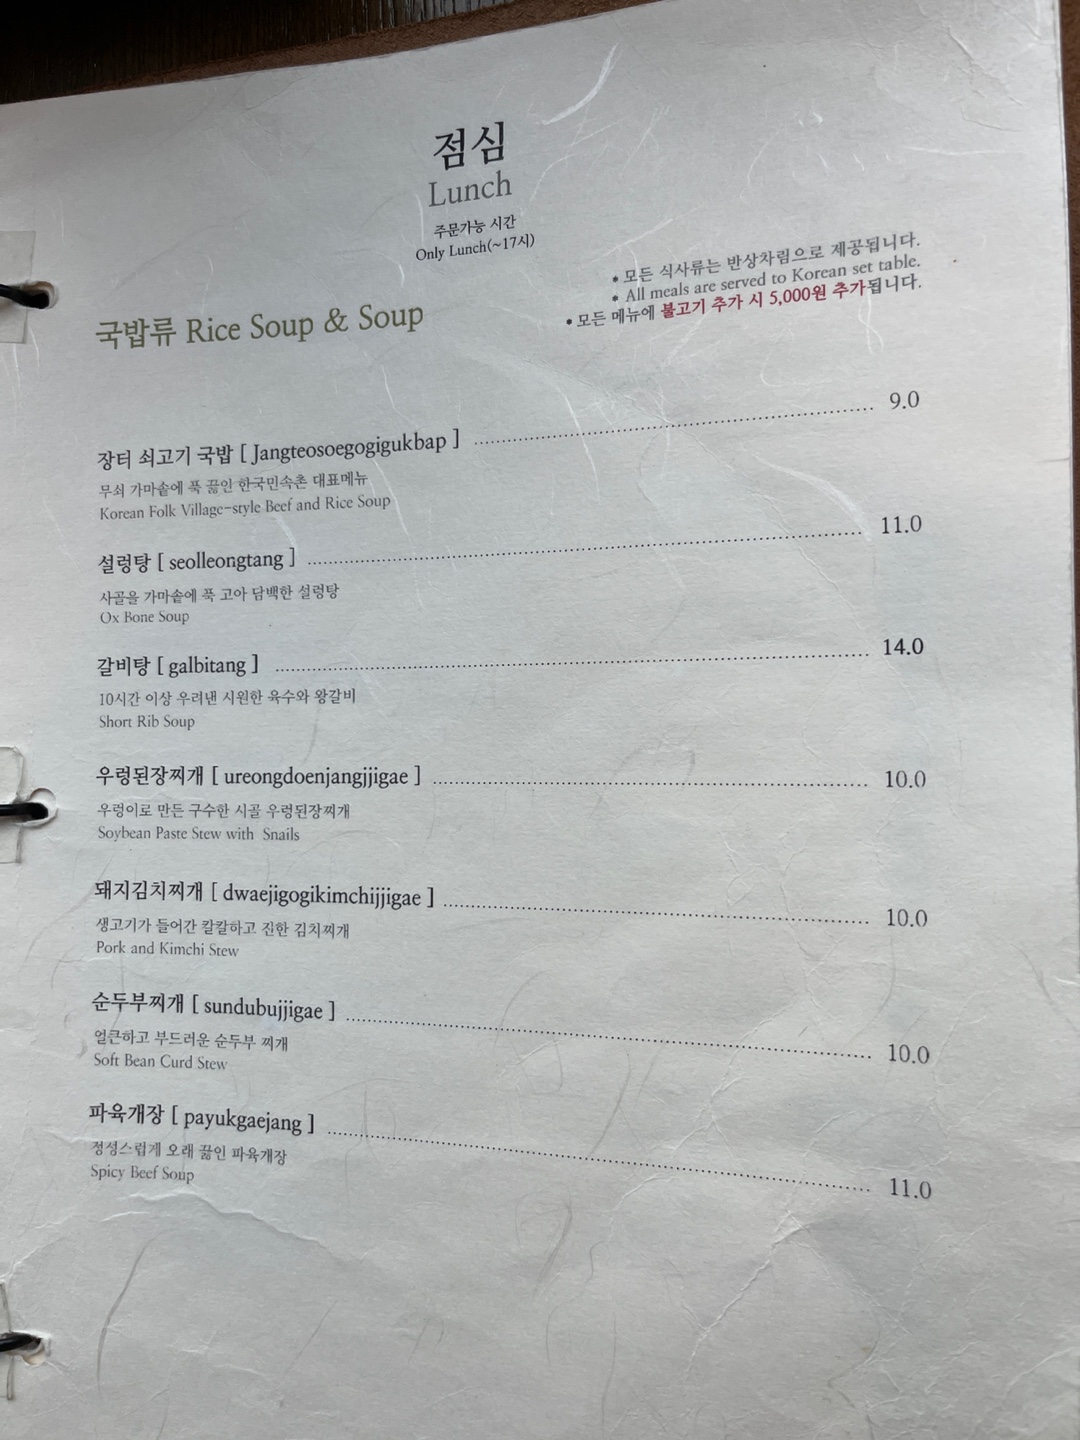 점심
Lunch
주문가능 시간
Only Lunch(~17시)
• 모든 식사류는 반상차림으로 제공됩니다.
• All meals are served to Korean set table.
• 모든 메뉴에 불고기 추가 시 5,000원 추가됩니다.
국밥류 Rice Soup & Soup
장터 쇠고기 국밥 [ Jangteosoegogigukbap ] 9.0
무쇠 가마솥에 푹 끓인 한국민속촌 대표메뉴
Korean Folk Village-style Beef and Rice Soup
설렁탕 [ seolleongtang ] 11.0
사골을 가마솥에 푹 고아 담백한 설렁탕
Ox Bone Soup
갈비탕 [ galbitang ] 14.0
10시간 이상 우려낸 시원한 육수와 왕갈비
Short Rib Soup
우렁된장찌개 [ ureongdoenjangjjigae ] 10.0
우렁이로 만든 구수한 시골 우렁된장찌개
Soybean Paste Stew with Snails
돼지김치찌개 [ dwaejigogikimchijjigae ] 10.0
생고기가 들어간 칼칼하고 진한 김치찌개
Pork and Kimchi Stew
순두부찌개 [ sundubujjigae ] 10.0
얼큰하고 부드러운 순두부 찌개
Soft Bean Curd Stew
파육개장 [ payukgaejang ] 11.0
정성스럽게 오래 끓인 파육개장
Spicy Beef Soup